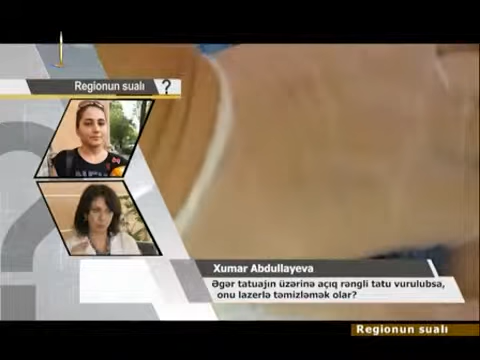 Regionun sualı
?
Xumar Abdullayeva
Əgər tatuajın üzərinə açıq rəngli tatu vurulubsa,
onu lazerlə təmizləmək olar?
Regionun sualı